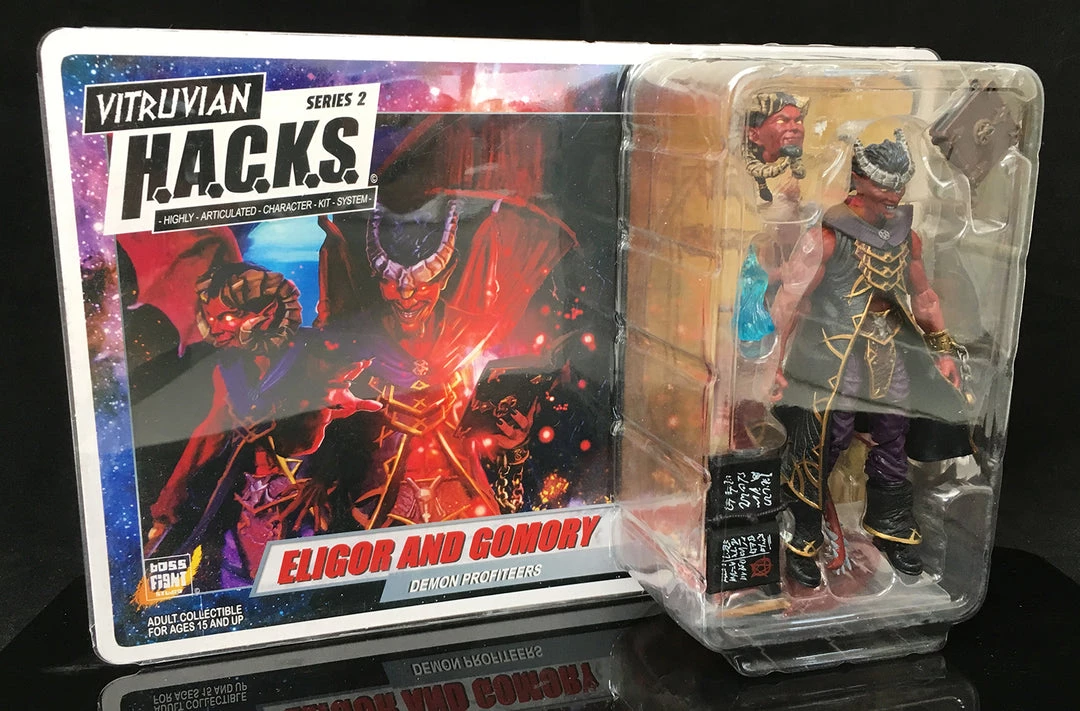 VITRUVIAN
SERIES 2
H.A.C.K.S.
©
- HIGHLY - ARTICULATED - CHARACTER - KIT - SYSTEM -
ELIGOR AND GOMORY
DEMON PROFITEERS
BOSS
FIGHT
STUDIO
ADULT COLLECTIBLE
FOR AGES 15 AND UP